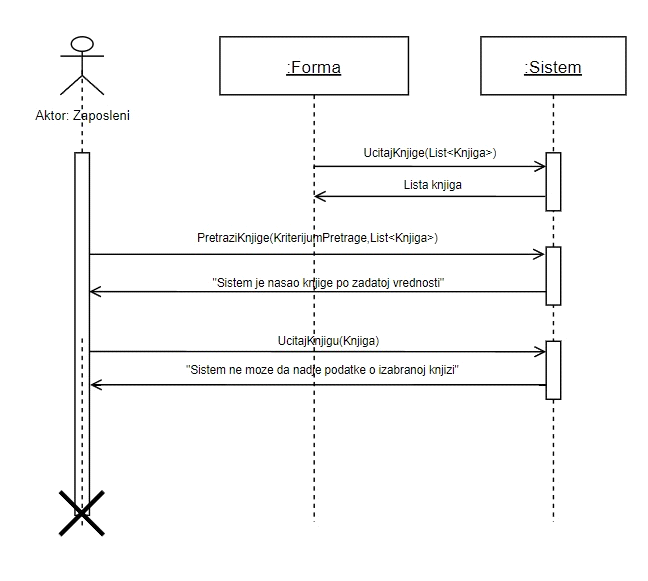 :Forma
:Sistem
Aktor: Zaposleni
UcitajKnjige(List<Knjiga>)
Lista knjiga
PretraziKnjige(KriterijumPretrage,List<Knjiga>)
"Sistem je nasao knjige po zadatoj vrednosti"
UcitajKnjigu(Knjiga)
"Sistem ne moze da nadje podatke o izabranoj knjizi"